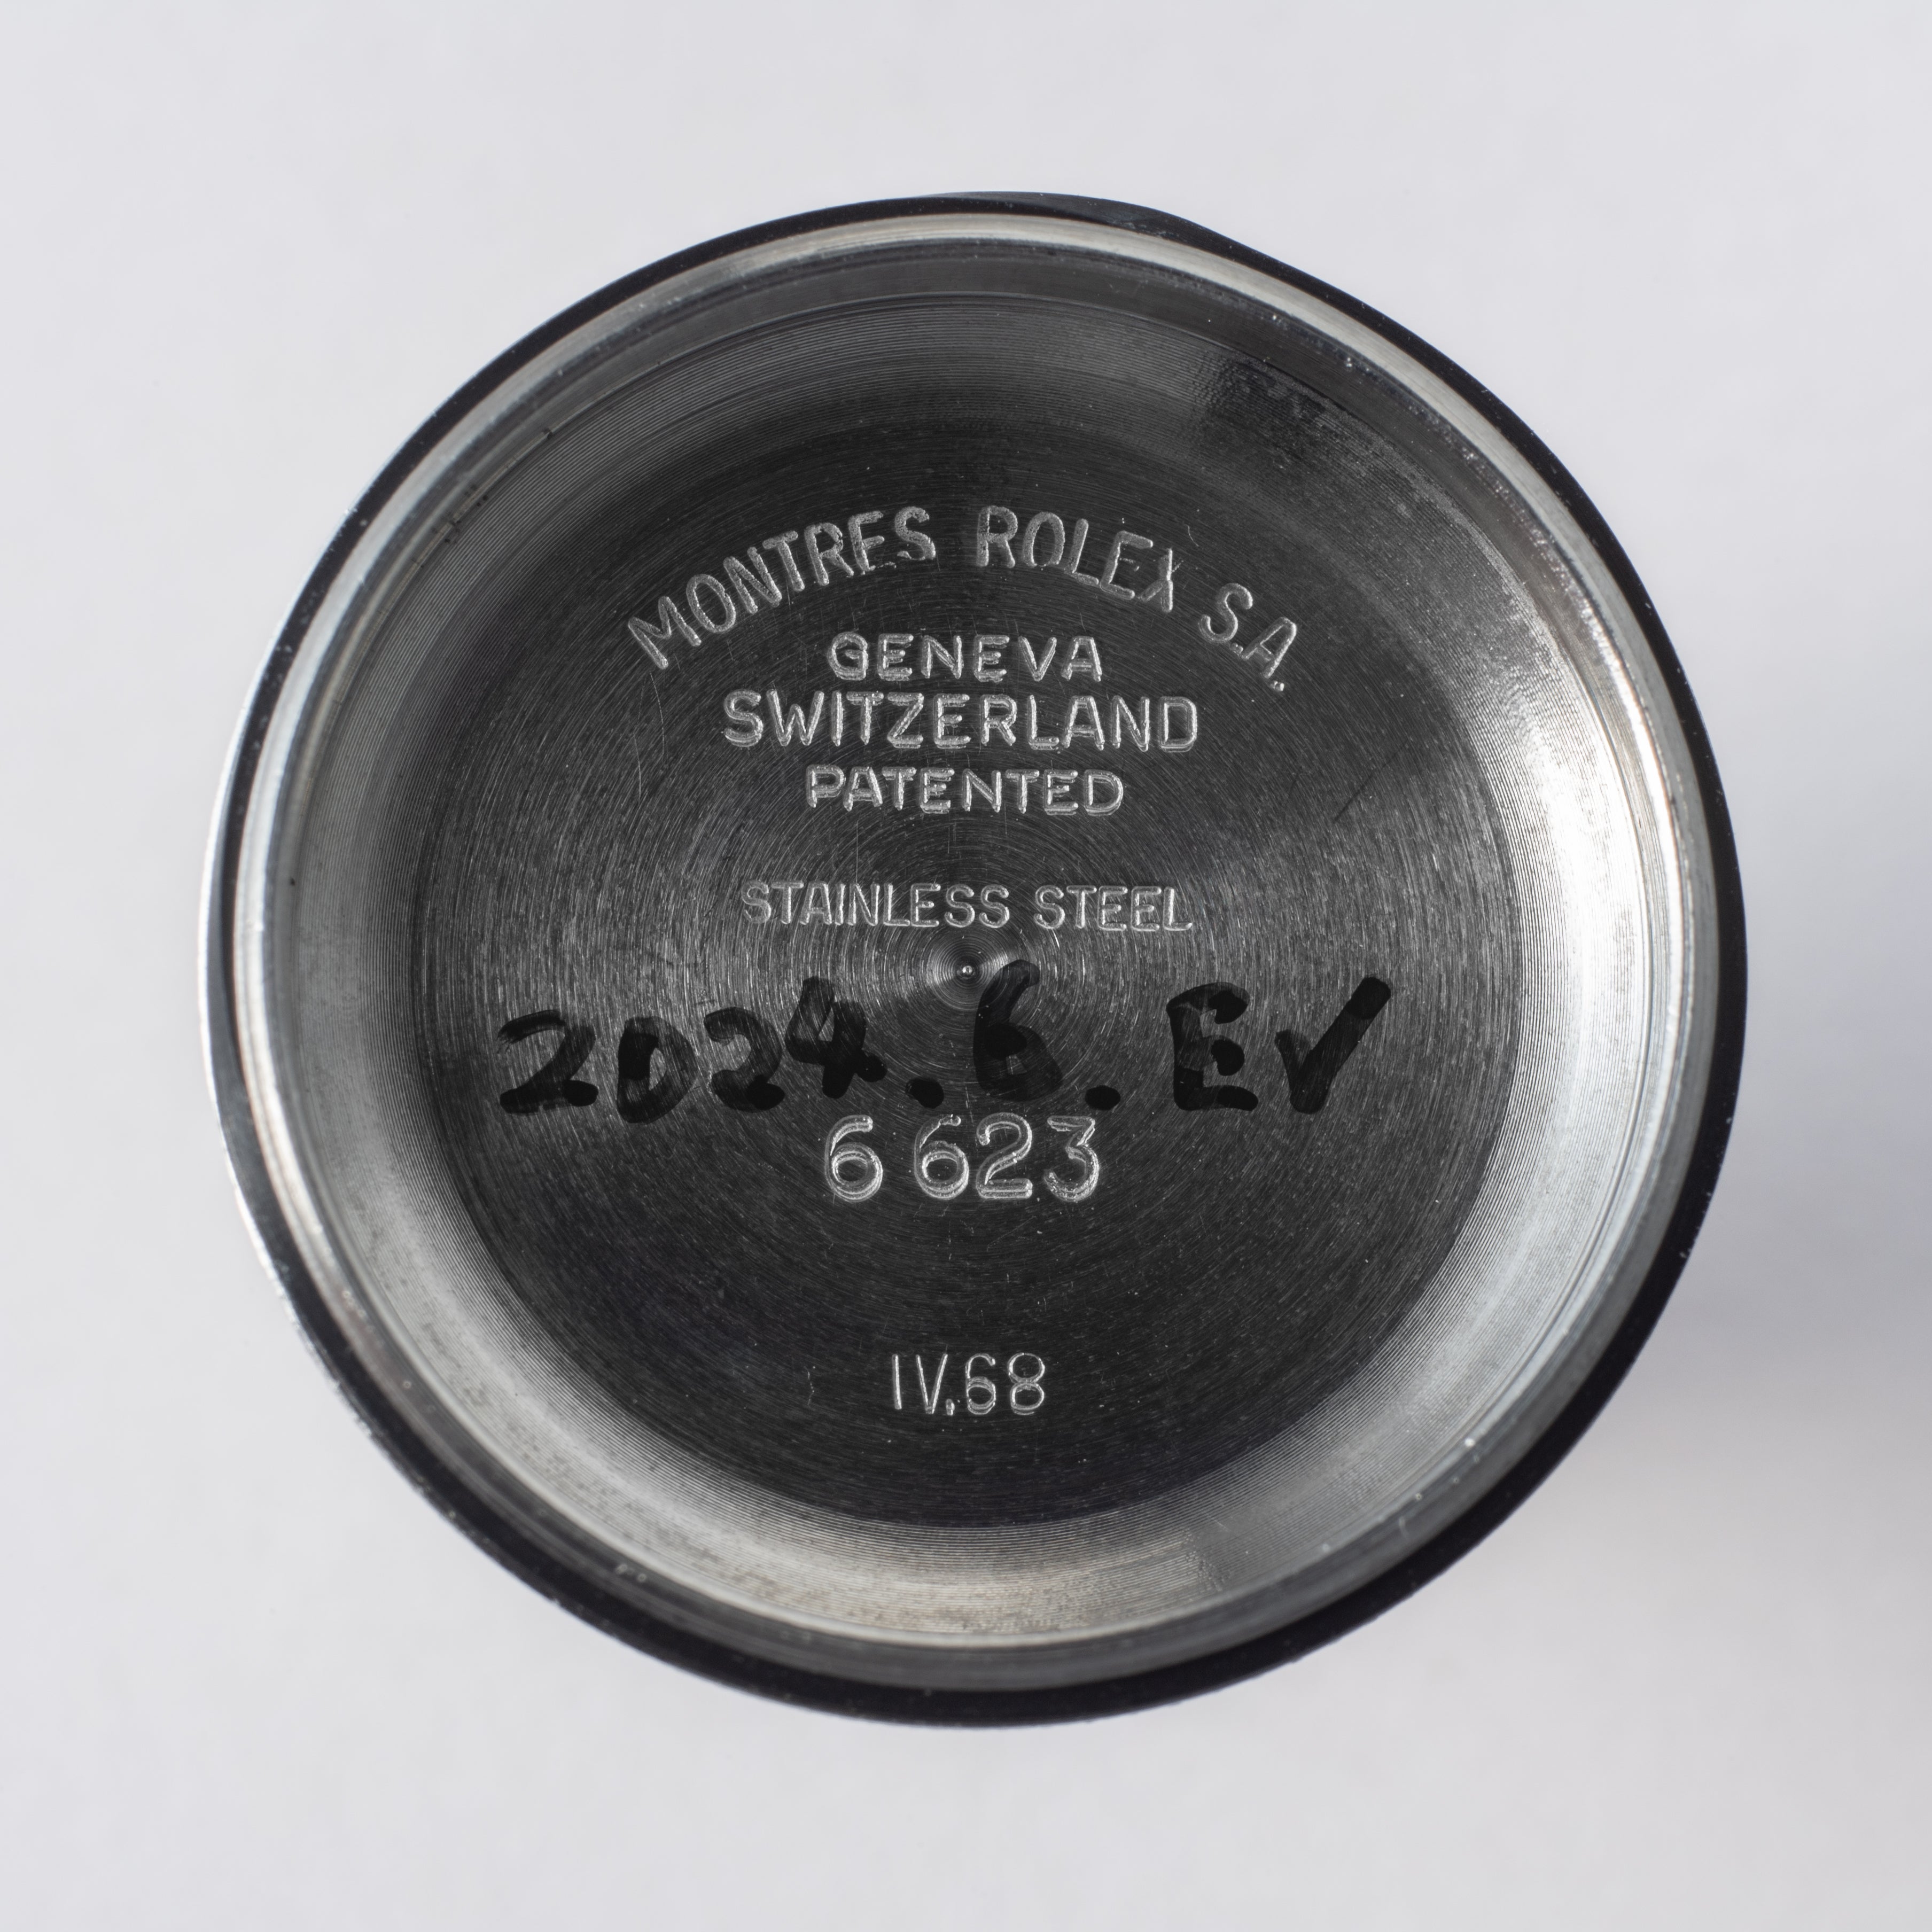 MONTRES ROLEX S.A.
GENEVA
SWITZERLAND
PATENTED
STAINLESS STEEL
2024.6.EV
6623
IV.68